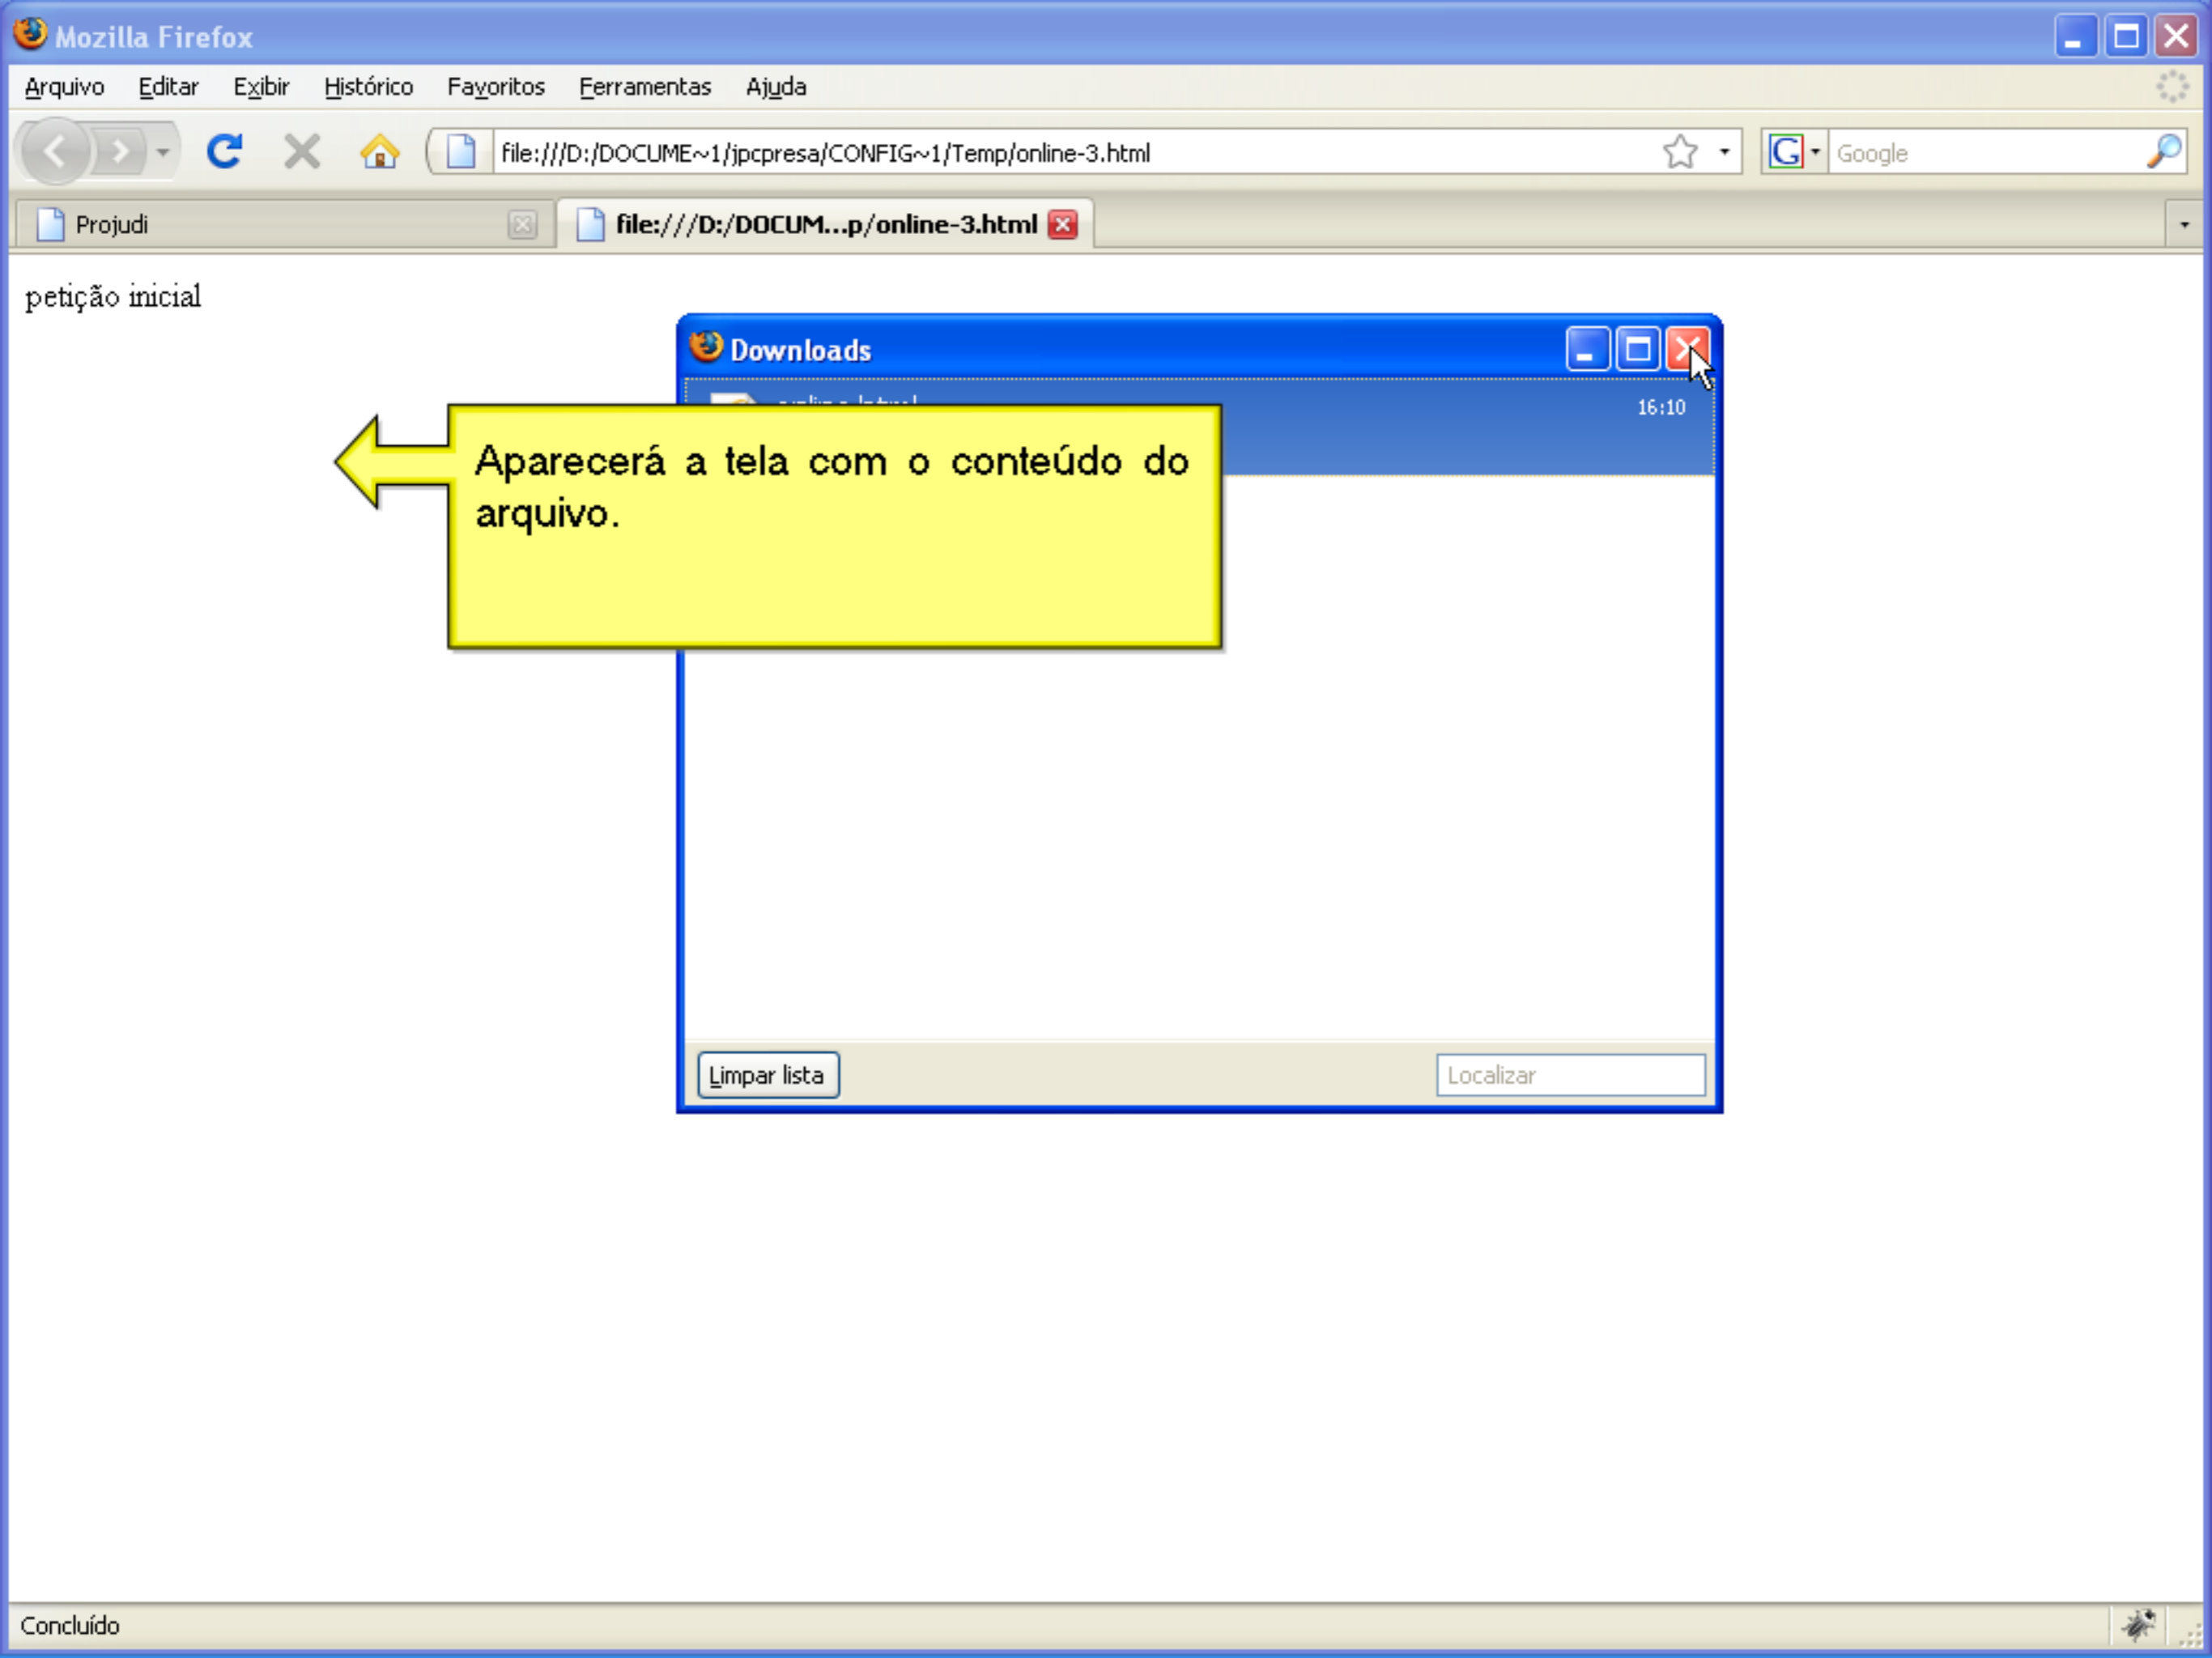 Mozilla Firefox
Arquivo Editar Exibir Histórico Favoritos Ferramentas Ajuda
file:///D:/DOCUME~1/jpcpresa/CONFIG~1/Temp/online-3.html
Google
Projudi
file:///D:/DOCUM...p/online-3.html
petição inicial
Downloads
16:10
Aparecerá a tela com o conteúdo do
arquivo.
Limpar lista
Localizar
Concluído